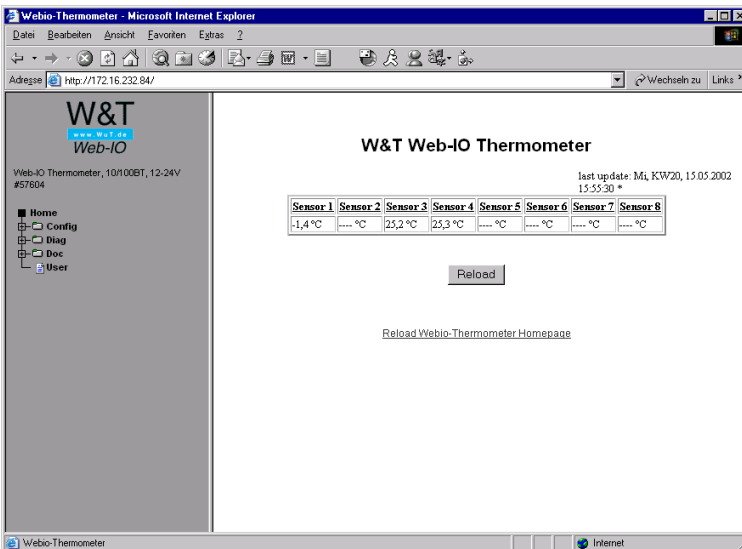 Webio-Thermometer - Microsoft Internet Explorer
Datei Bearbeiten Ansicht Favoriten Extras ?
Adresse http://172.16.232.84/ Wechseln zu Links »
W&T
www.WuT.de
Web-IO
Web-IO Thermometer, 10/100BT, 12-24V
#57604
Home
Config
Diag
Doc
User
W&T Web-IO Thermometer
last update: Mi, KW20, 15.05.2002
15:55:30 *
Sensor 1 Sensor 2 Sensor 3 Sensor 4 Sensor 5 Sensor 6 Sensor 7 Sensor 8
-1,4 °C ---- °C 25,2 °C 25,3 °C ---- °C ---- °C ---- °C ---- °C
Reload
Reload Webio-Thermometer Homepage
Webio-Thermometer Internet